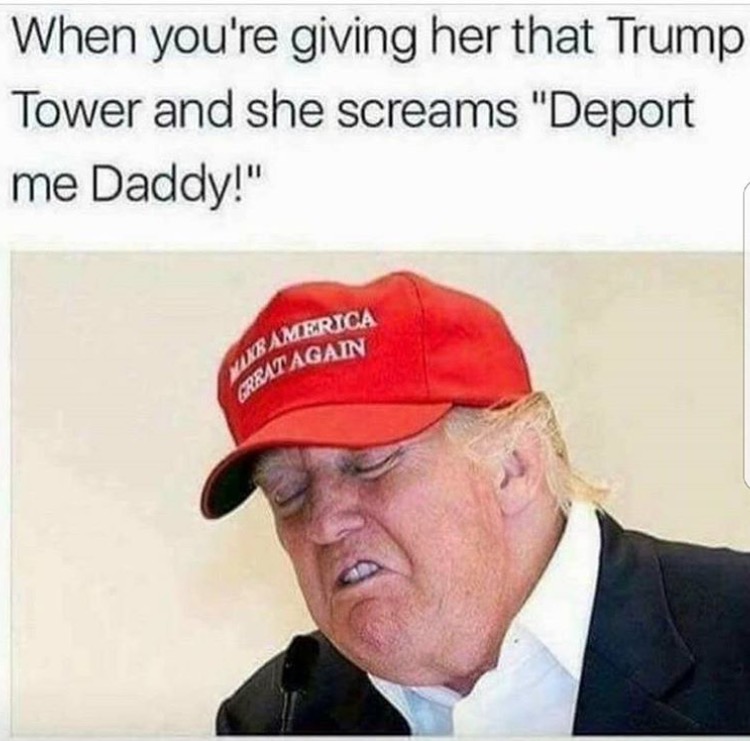 When you're giving her that Trump
Tower and she screams "Deport
me Daddy!"
MAKE AMERICA
GREAT AGAIN